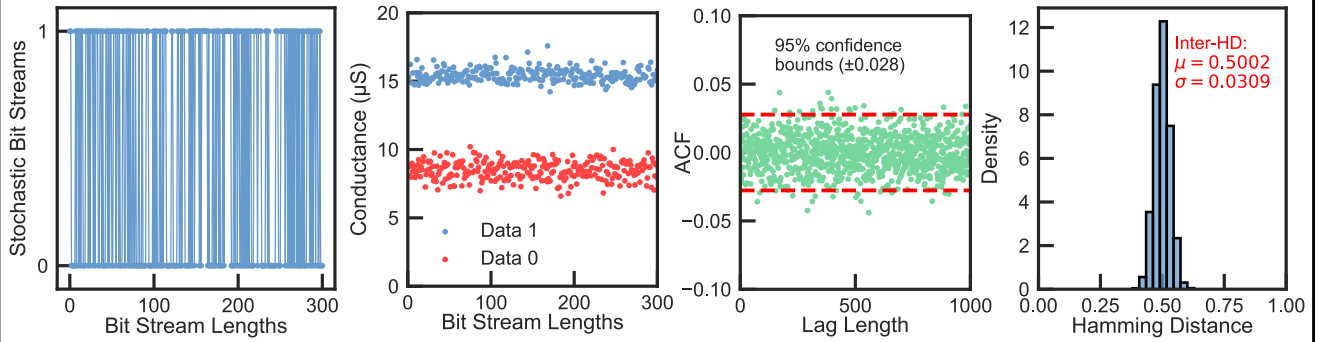 Stochastic Bit Streams
1
0
0 100 200 300
Bit Stream Lengths
Conductance (μS)
20
15
10
5
0
Data 1
Data 0
0 100 200 300
Bit Stream Lengths
ACF
0.10
0.05
0.00
−0.05
−0.10
95% confidence
bounds (±0.028)
0 500 1000
Lag Length
Density
12
10
8
6
4
2
0
Inter-HD:
μ = 0.5002
σ = 0.0309
0.00 0.25 0.50 0.75 1.00
Hamming Distance